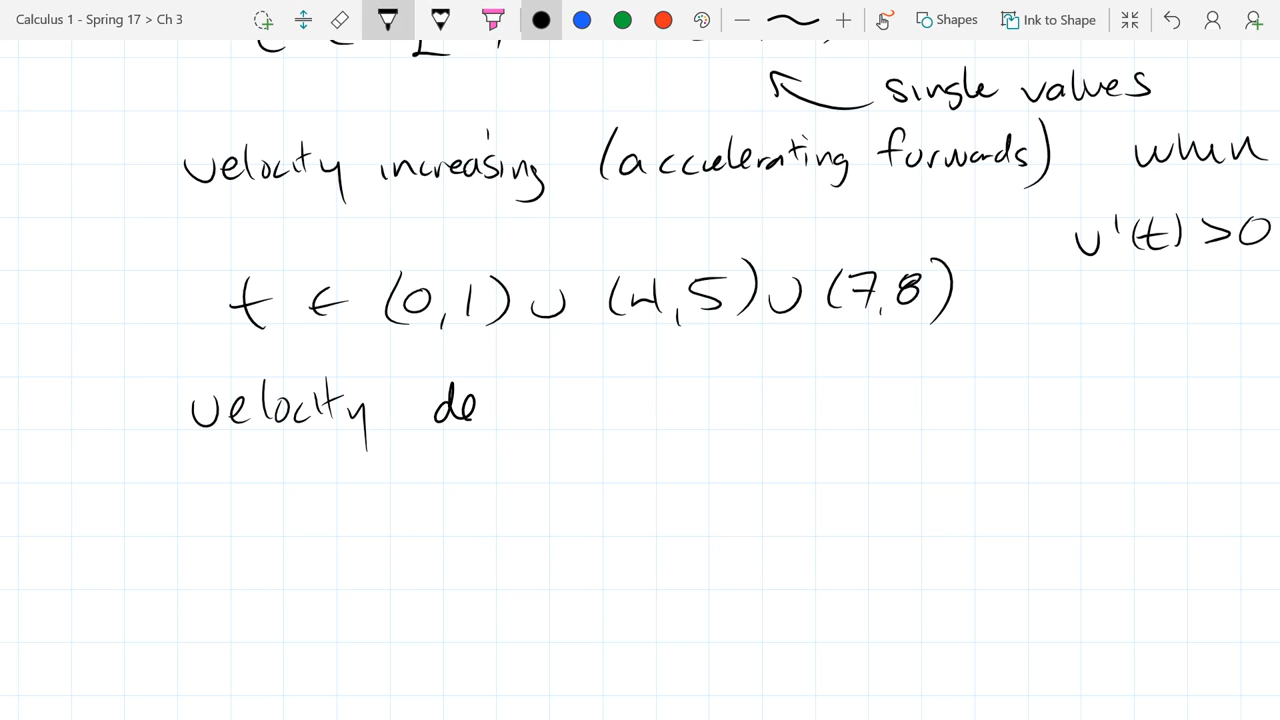 Calculus 1 - Spring 17 > Ch 3
Shapes
Ink to Shape
single values
velocity increasing (accelerating forwards) when
v'(t) > 0
t ∈ (0,1) ∪ (4,5) ∪ (7,8)
velocity de